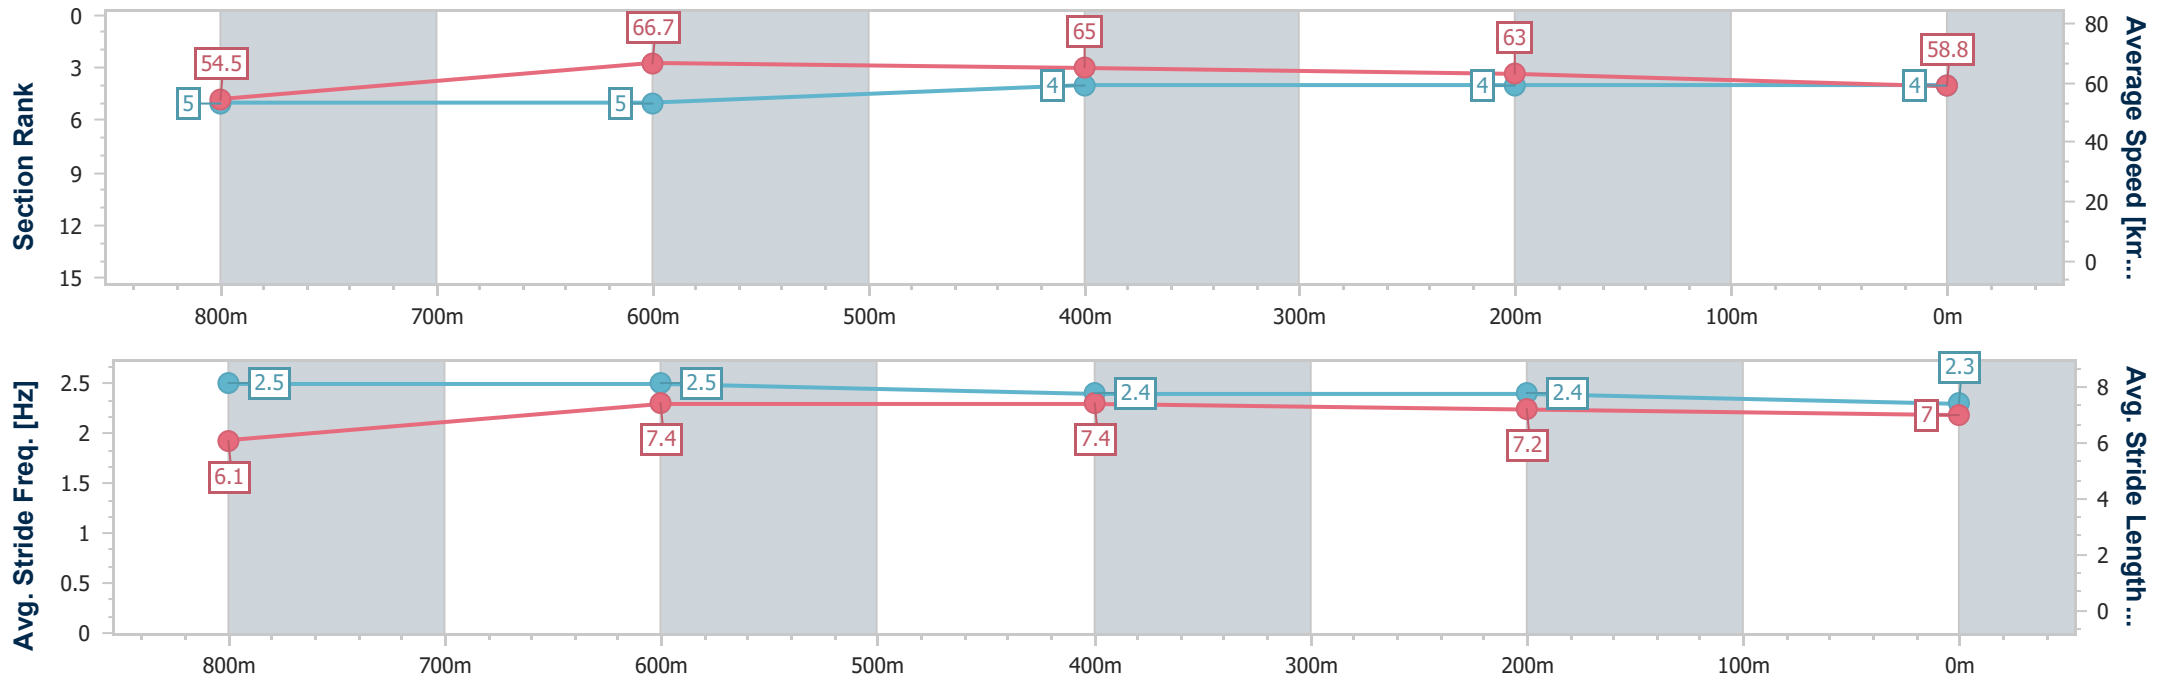 Section Rank
0
3
6
9
12
15
54.5
66.7
65
63
58.8
5
5
4
4
4
80
60
40
20
0
Average Speed [km...
800m
700m
600m
500m
400m
300m
200m
100m
0m
Avg. Stride Freq. [Hz]
2.5
2
1.5
1
0.5
0
2.5
2.5
2.4
2.4
2.3
6.1
7.4
7.4
7.2
7
8
6
4
2
0
Avg. Stride Length...
800m
700m
600m
500m
400m
300m
200m
100m
0m